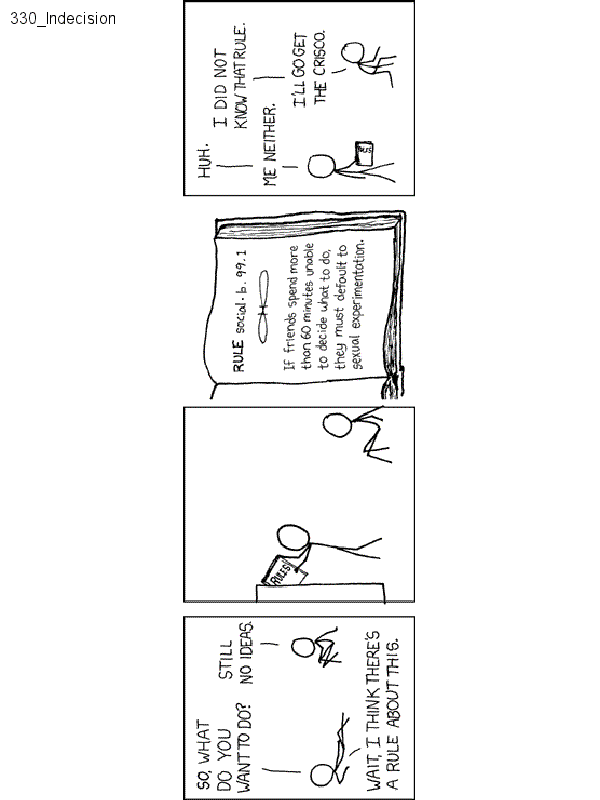 330_Indecision
SO, WHAT
DO YOU
WANT TO DO?
STILL
NO IDEAS.
WAIT, I THINK THERE'S
A RULE ABOUT THIS.
RULES
RULE social.b.99.1
If friends spend more
than 60 minutes unable
to decide what to do,
they must default to
sexual experimentation.
HUH.
I DID NOT
KNOW THAT RULE.
ME NEITHER.
I'LL GO GET
THE CRISCO.
RULES